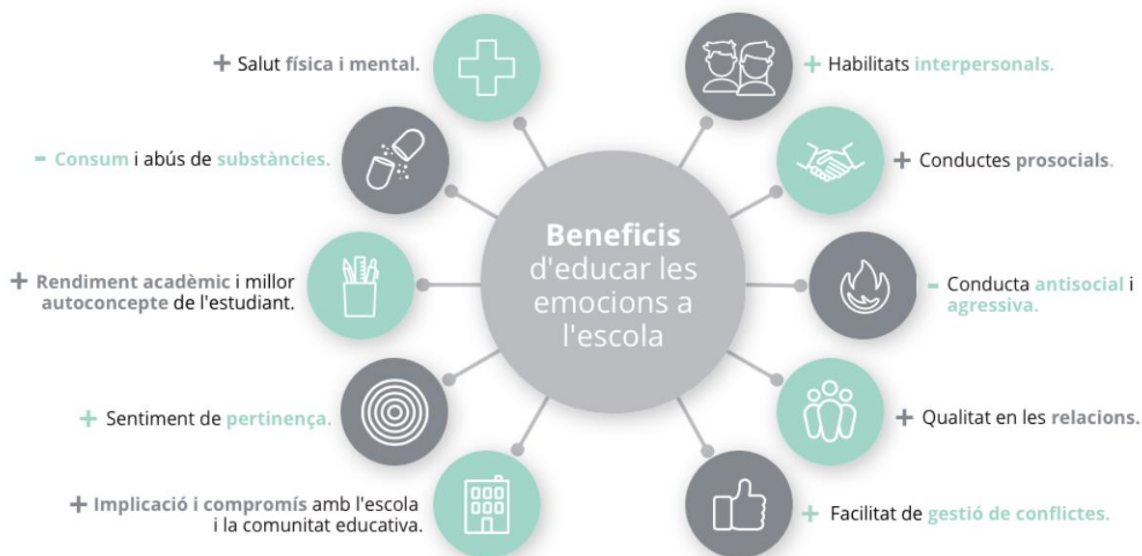 + Salut física i mental.
- Consum i abús de substàncies.
+ Rendiment acadèmic i millor
autoconcepte de l'estudiant.
+ Sentiment de pertinença.
+ Implicació i compromís amb l'escola
i la comunitat educativa.
Beneficis
d'educar les
emocions a
l'escola
+ Habilitats interpersonals.
+ Conductes prosocials.
- Conducta antisocial i
agressiva.
+ Qualitat en les relacions.
+ Facilitat de gestió de conflictes.